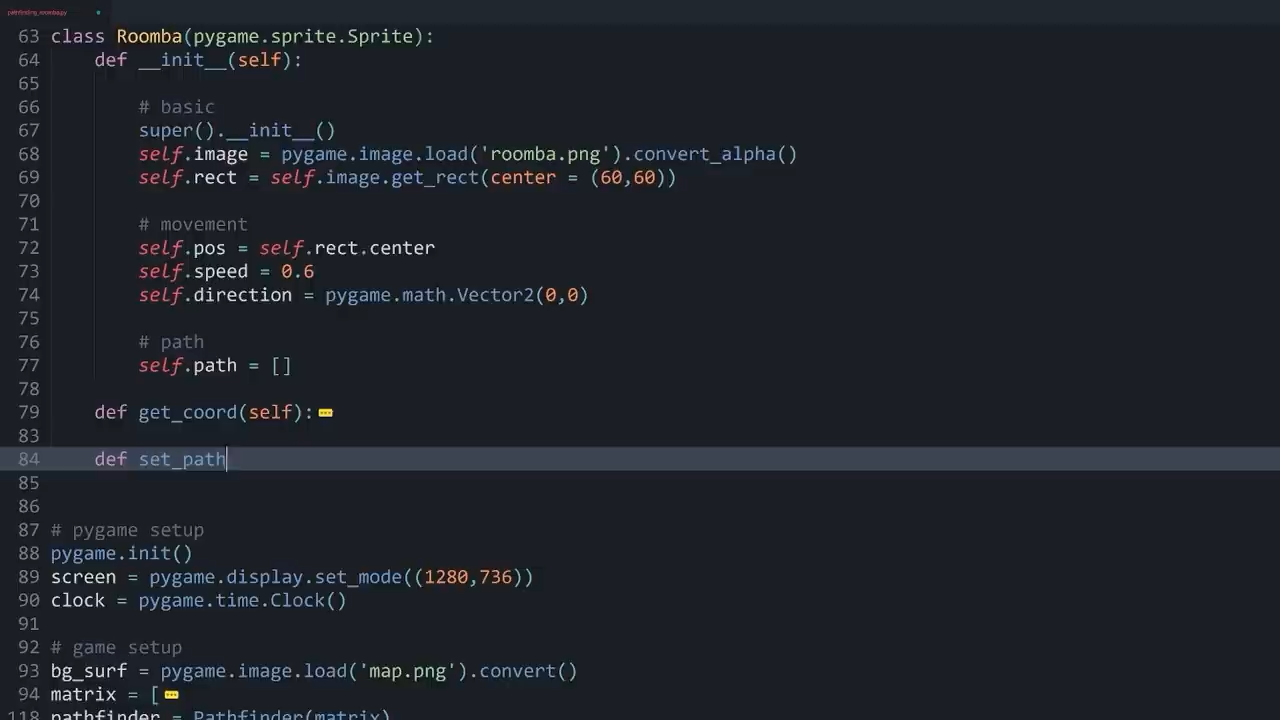 pathfinding_roomba.py
63 class Roomba(pygame.sprite.Sprite):
64     def __init__(self):
65
66         # basic
67         super().__init__()
68         self.image = pygame.image.load('roomba.png').convert_alpha()
69         self.rect = self.image.get_rect(center = (60,60))
70
71         # movement
72         self.pos = self.rect.center
73         self.speed = 0.6
74         self.direction = pygame.math.Vector2(0,0)
75
76         # path
77         self.path = []
78
79     def get_coord(self):
83
84     def set_path
85
86
87 # pygame setup
88 pygame.init()
89 screen = pygame.display.set_mode((1280,736))
90 clock = pygame.time.Clock()
91
92 # game setup
93 bg_surf = pygame.image.load('map.png').convert()
94 matrix = [
118 pathfinder = Pathfinder(matrix)